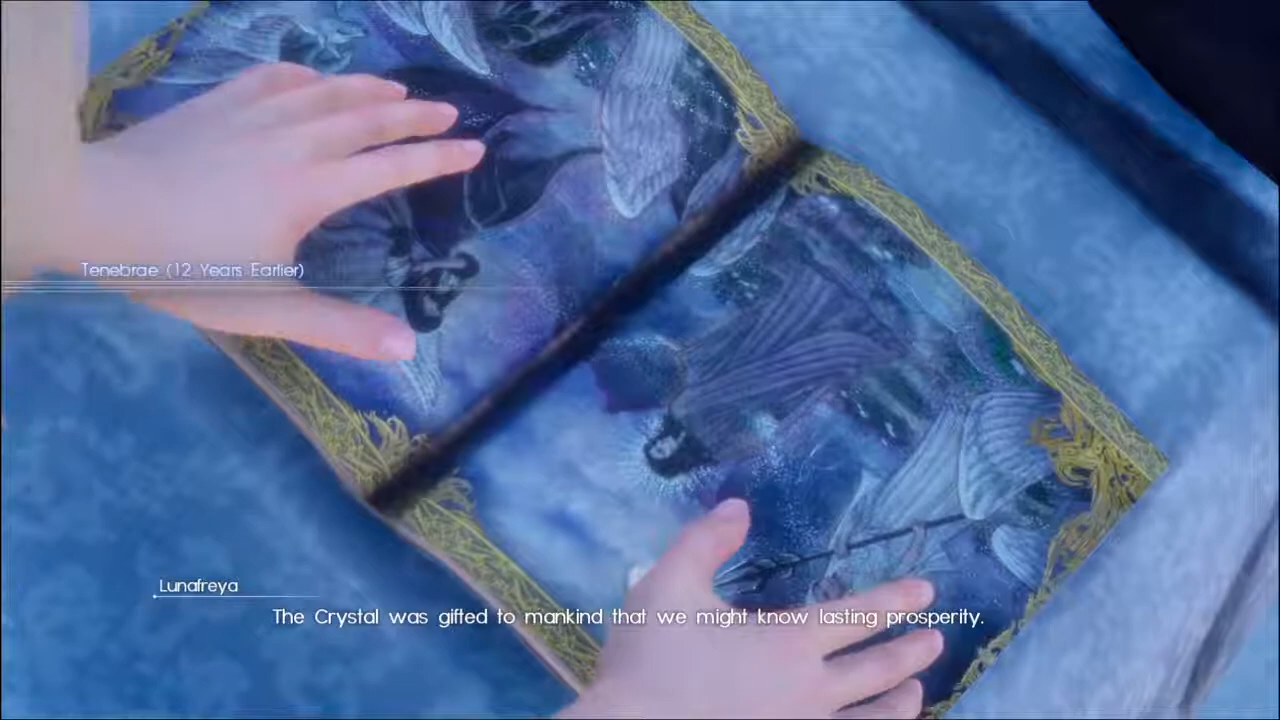 Tenebrae (12 Years Earlier)
Lunafreya
The Crystal was gifted to mankind that we might know lasting prosperity.